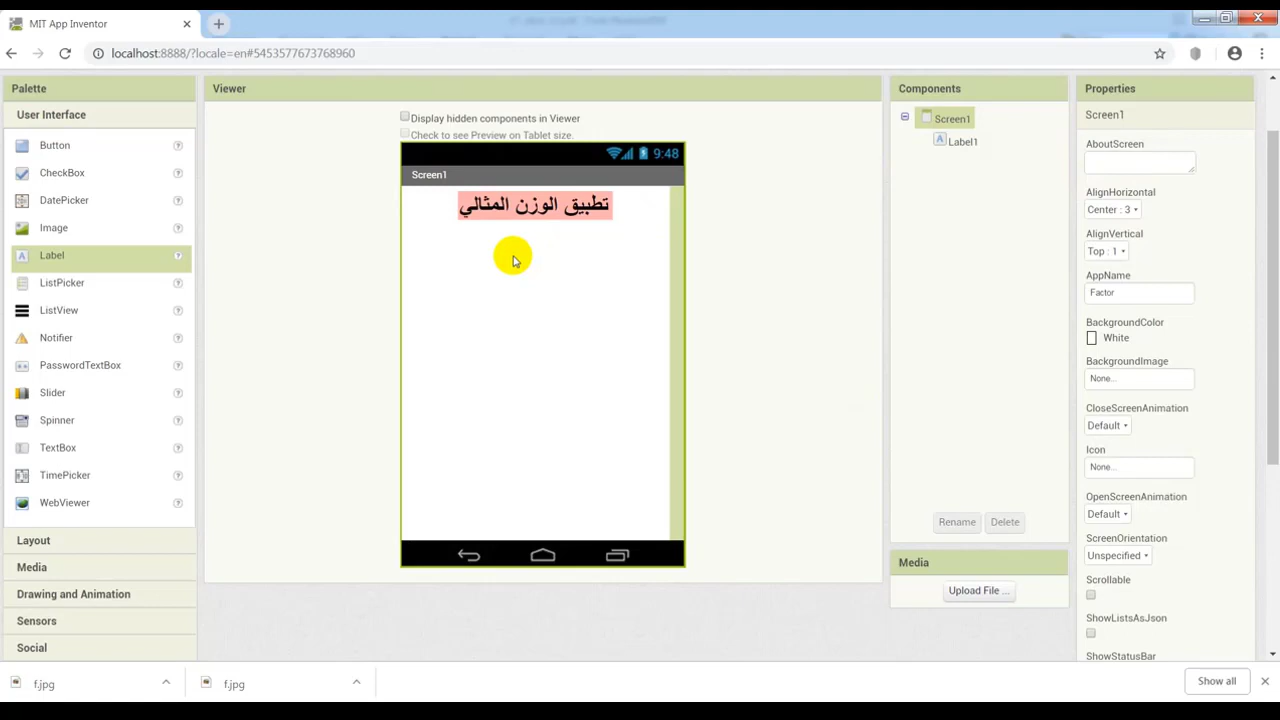 MIT App Inventor
localhost:8888/?locale=en#5453577673768960
Palette
User Interface
Button
CheckBox
DatePicker
Image
Label
ListPicker
ListView
Notifier
PasswordTextBox
Slider
Spinner
TextBox
TimePicker
WebViewer
Layout
Media
Drawing and Animation
Sensors
Social
Viewer
Display hidden components in Viewer
Check to see Preview on Tablet size.
9:48
Screen1
تطبيق الوزن المثالي
Components
Screen1
Label1
Rename
Delete
Media
Upload File ...
Properties
Screen1
AboutScreen
AlignHorizontal
Center : 3
AlignVertical
Top : 1
AppName
Factor
BackgroundColor
White
BackgroundImage
None...
CloseScreenAnimation
Default
Icon
None...
OpenScreenAnimation
Default
ScreenOrientation
Unspecified
Scrollable
ShowListsAsJson
ShowStatusBar
f.jpg
f.jpg
Show all